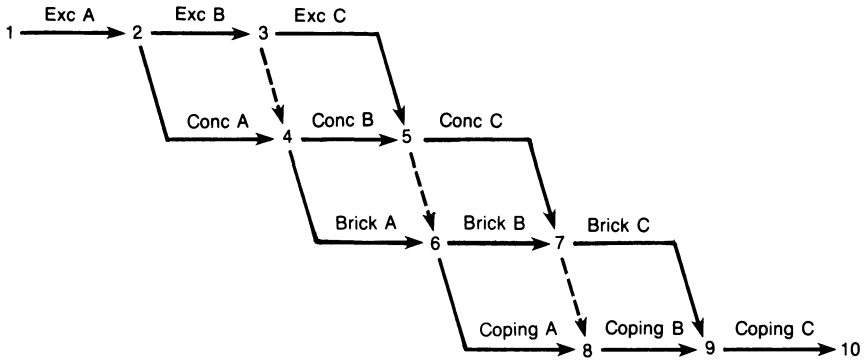 Exc A Exc B Exc C
1 2 3
Conc A Conc B Conc C
4 5
Brick A Brick B Brick C
6 7
Coping A Coping B Coping C
8 9 10